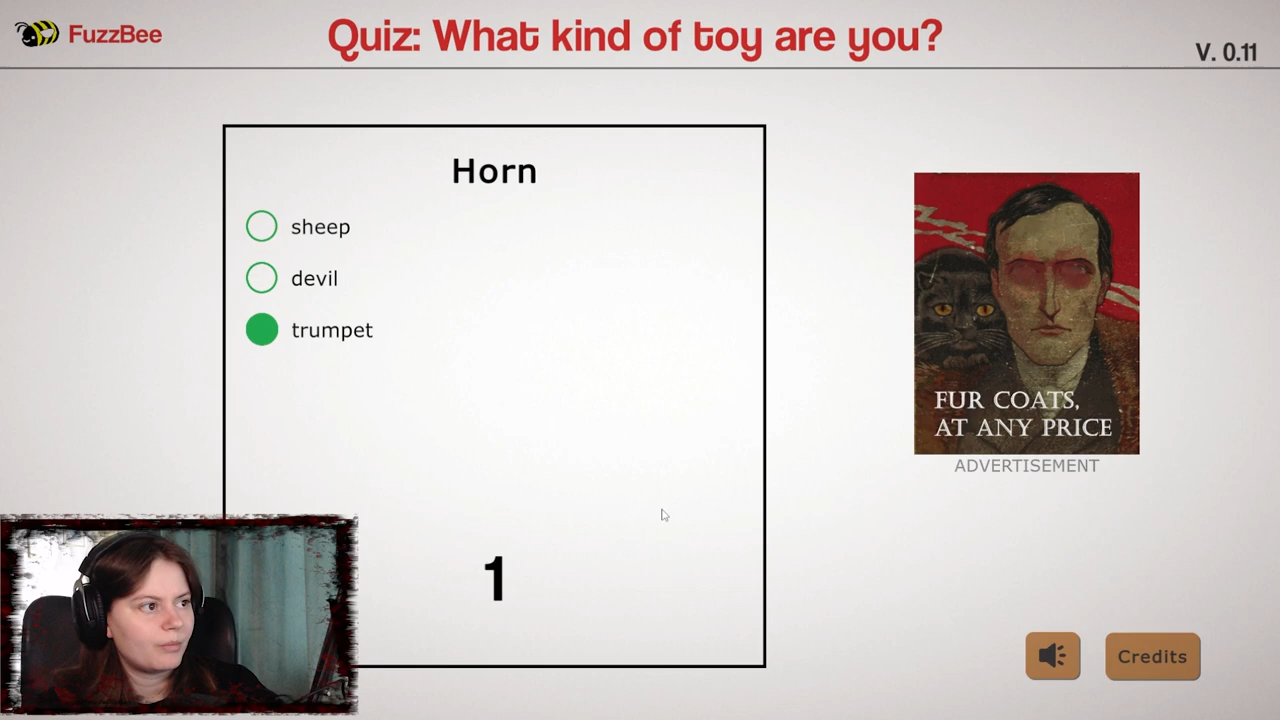 FuzzBee
Quiz: What kind of toy are you?
V. 0.11
Horn
sheep
devil
trumpet
1
FUR COATS,
AT ANY PRICE
ADVERTISEMENT
Credits